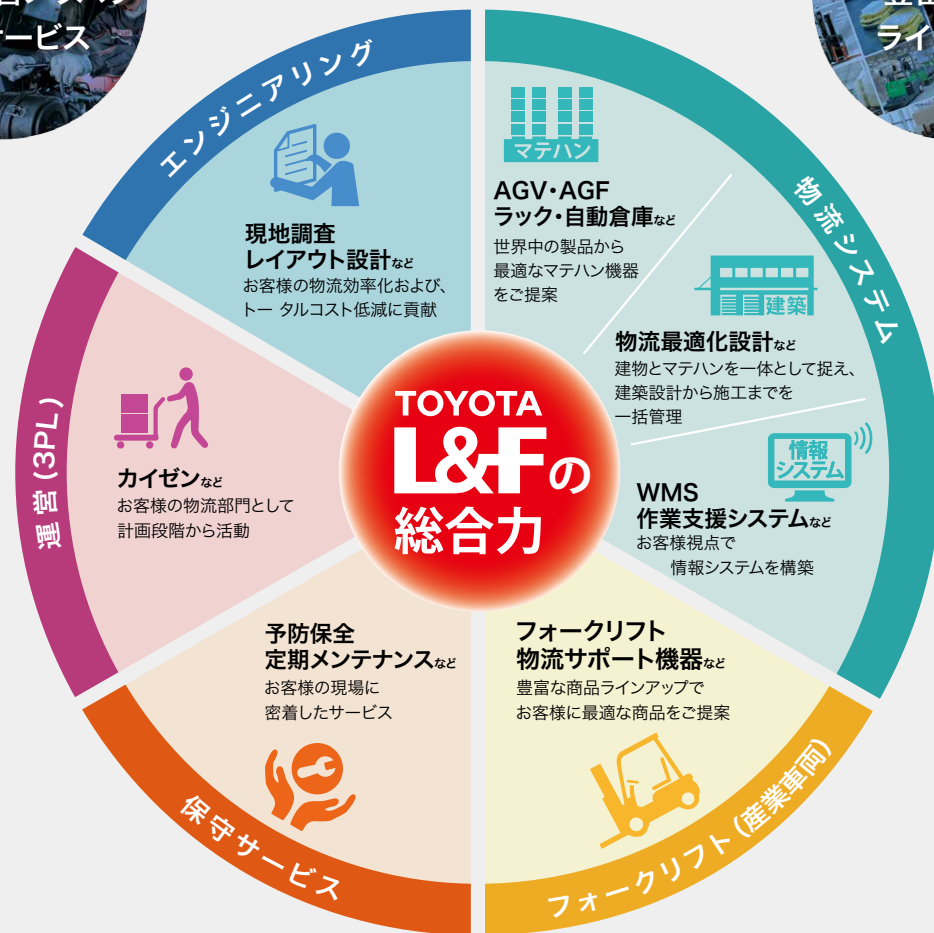 ービス
ライ
エンジニアリング
現地調査
レイアウト設計など
お客様の物流効率化および、
トー タルコスト低減に貢献
物流システム
マテハン
AGV・AGF
ラック・自動倉庫など
世界中の製品から
最適なマテハン機器
をご提案
建築
物流最適化設計など
建物とマテハンを一体として捉え、
建築設計から施工までを
一括管理
情報
システム
WMS
作業支援システムなど
お客様視点で
情報システムを構築
TOYOTA
L&Fの
総合力
運営(3PL)
カイゼンなど
お客様の物流部門として
計画段階から活動
予防保全
定期メンテナンスなど
お客様の現場に
密着したサービス
保守サービス
フォークリフト
物流サポート機器など
豊富な商品ラインアップで
お客様に最適な商品をご提案
フォークリフト(産業車両)